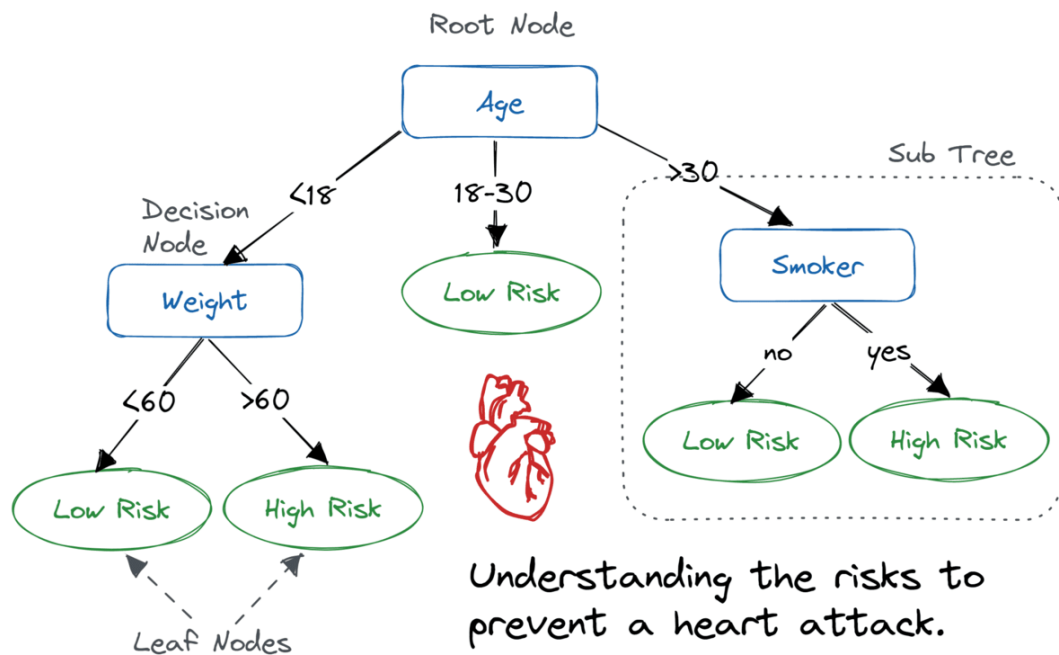 Root Node
Age
Sub Tree
<18
18-30
>30
Decision
Node
Weight
Low Risk
Smoker
<60
>60
no
yes
Low Risk
High Risk
Low Risk
High Risk
Leaf Nodes
Understanding the risks to
prevent a heart attack.